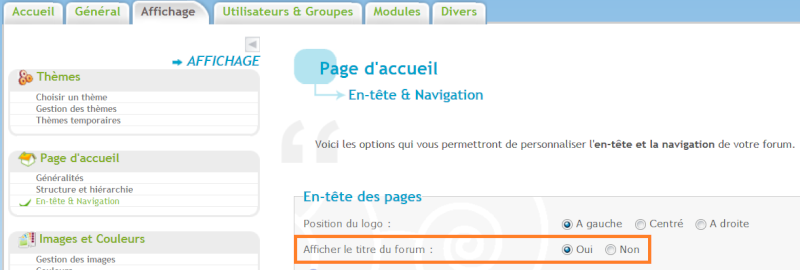 Accueil
Général
Affichage
Utilisateurs & Groupes
Modules
Divers
AFFICHAGE
Thèmes
Choisir un thème
Gestion des thèmes
Thèmes temporaires
Page d'accueil
Généralités
Structure et hiérarchie
En-tête & Navigation
Images et Couleurs
Gestion des images
Couleurs
Page d'accueil
En-tête & Navigation
Voici les options qui vous permettront de personnaliser l'en-tête et la navigation de votre forum.
En-tête des pages
Position du logo : A gauche Centré A droite
Afficher le titre du forum : Oui Non